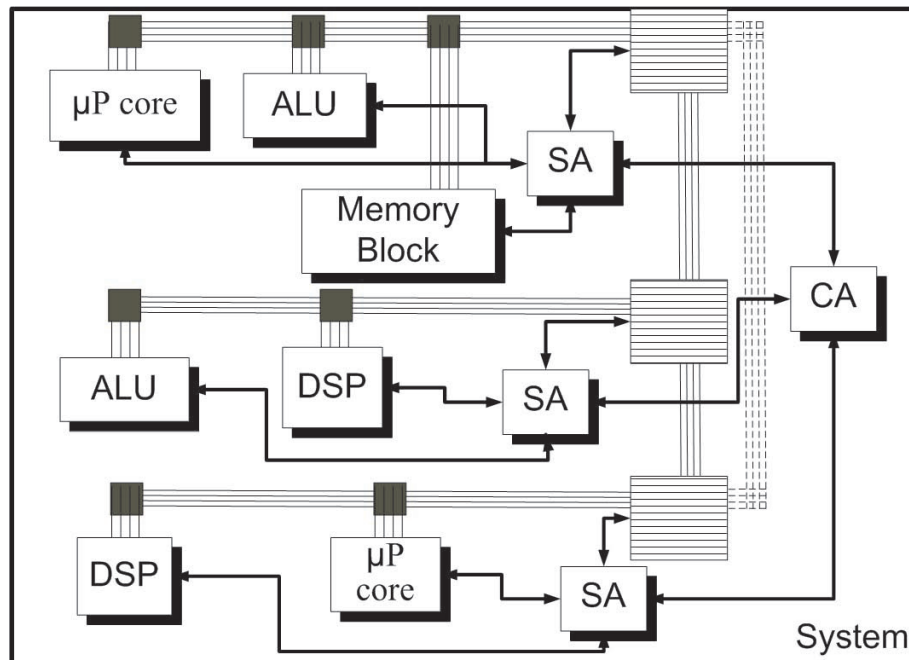 µP core
ALU
SA
Memory
Block
CA
ALU
DSP
SA
DSP
µP
core
SA
System